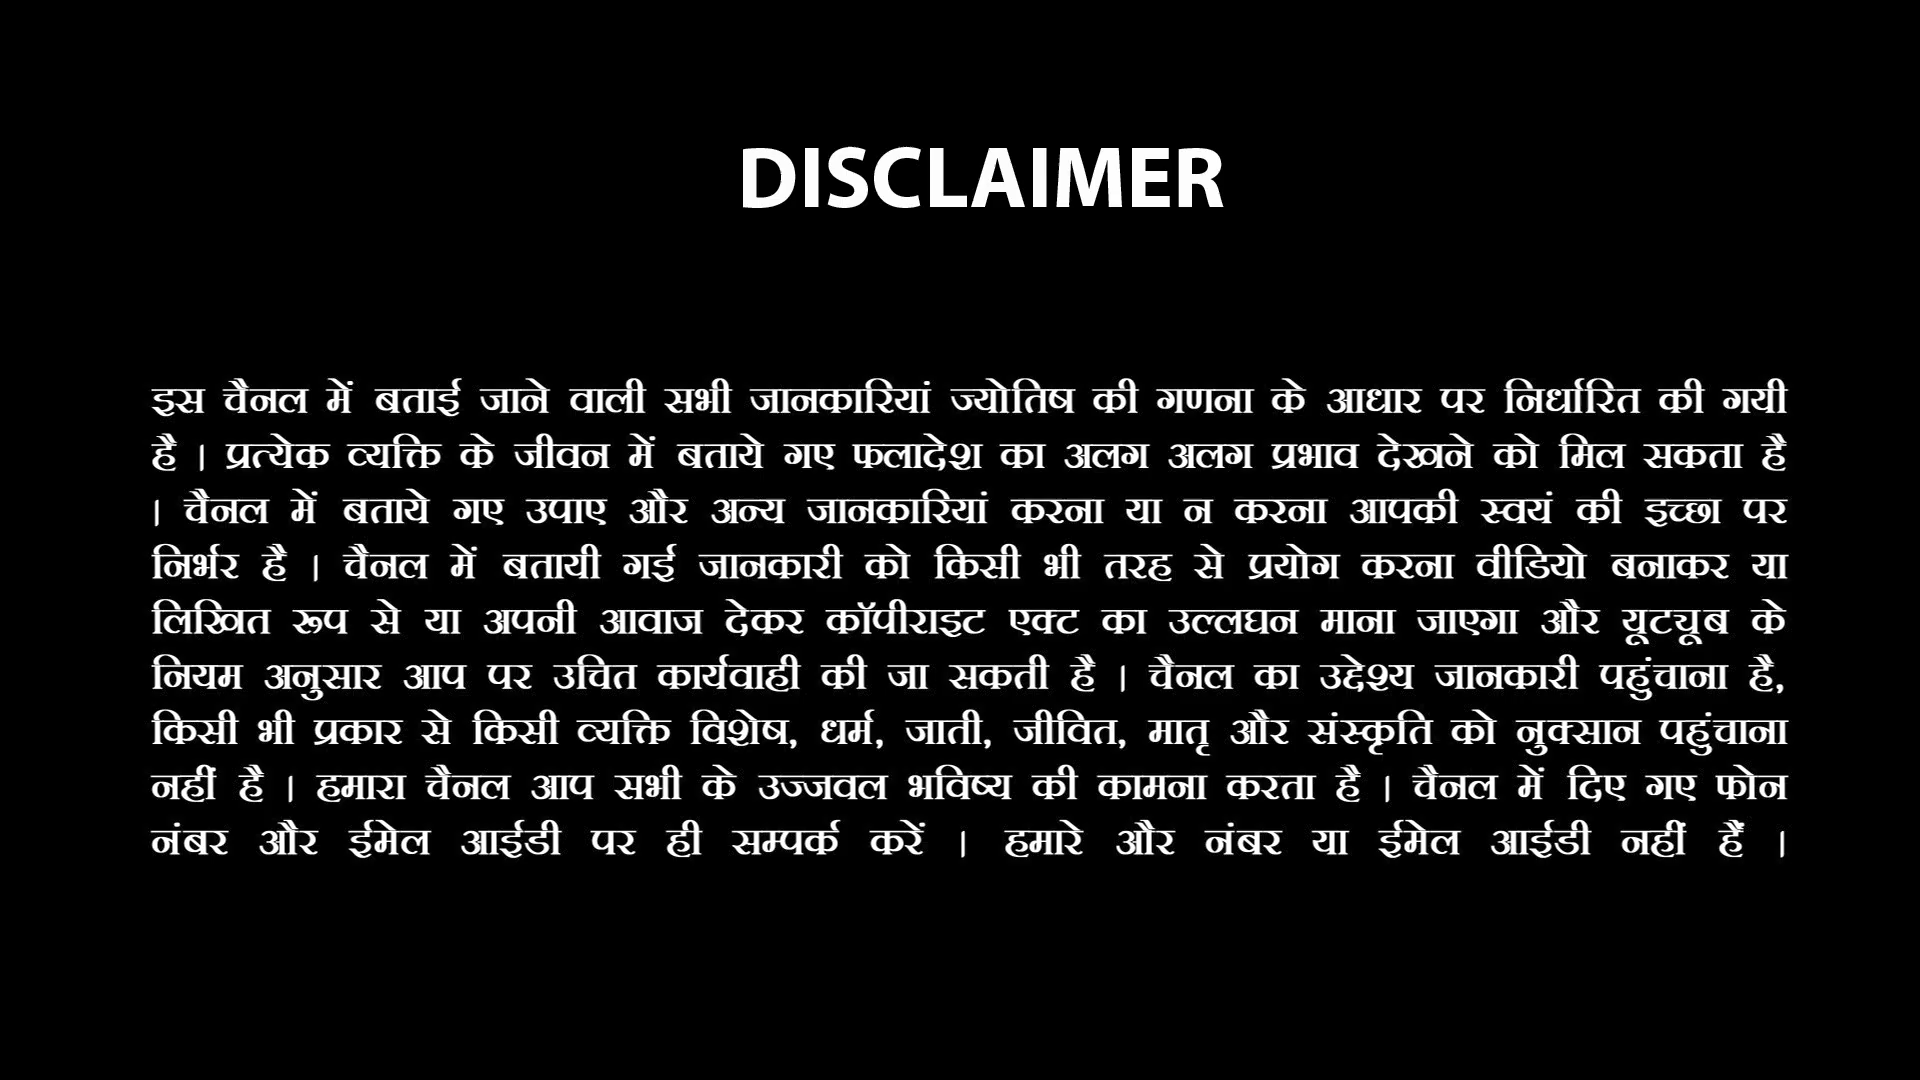 DISCLAIMER
इस चैनल में बताई जाने वाली सभी जानकारियां ज्योतिष की गणना के आधार पर निर्धारित की गयी
है । प्रत्येक व्यक्ति के जीवन में बताये गए फलादेश का अलग अलग प्रभाव देखने को मिल सकता है
। चैनल में बताये गए उपाए और अन्य जानकारियां करना या न करना आपकी स्वयं की इच्छा पर
निर्भर है । चैनल में बतायी गई जानकारी को किसी भी तरह से प्रयोग करना वीडियो बनाकर या
लिखित रूप से या अपनी आवाज देकर कॉपीराइट एक्ट का उल्लघन माना जाएगा और यूट्यूब के
नियम अनुसार आप पर उचित कार्यवाही की जा सकती है । चैनल का उद्देश्य जानकारी पहुंचाना है,
किसी भी प्रकार से किसी व्यक्ति विशेष, धर्म, जाती, जीवित, मातृ और संस्कृति को नुक्सान पहुंचाना
नहीं है । हमारा चैनल आप सभी के उज्जवल भविष्य की कामना करता है । चैनल में दिए गए फोन
नंबर और ईमेल आईडी पर ही सम्पर्क करें । हमारे और नंबर या ईमेल आईडी नहीं हैं ।